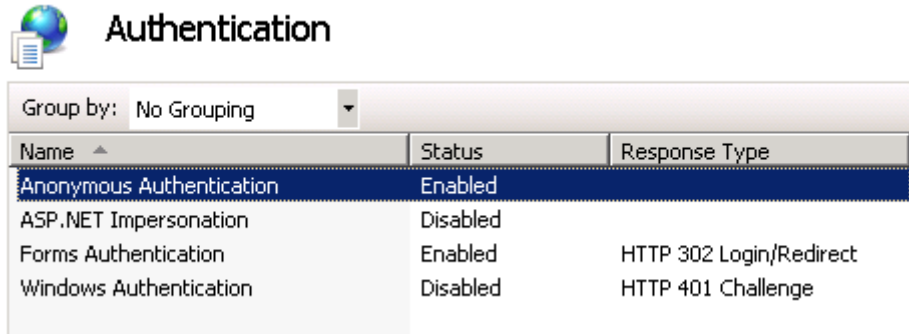 Authentication
Group by: No Grouping
Name Status Response Type
Anonymous Authentication Enabled
ASP.NET Impersonation Disabled
Forms Authentication Enabled HTTP 302 Login/Redirect
Windows Authentication Disabled HTTP 401 Challenge